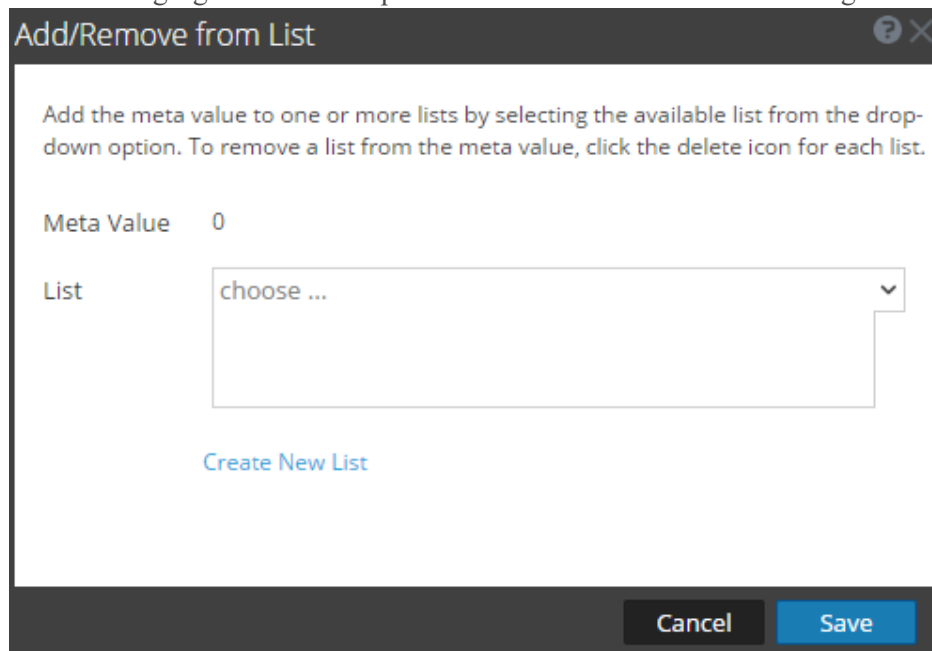 Add/Remove from List
Add the meta value to one or more lists by selecting the available list from the drop-
down option. To remove a list from the meta value, click the delete icon for each list.
Meta Value 0
List choose ...
Create New List
Cancel Save